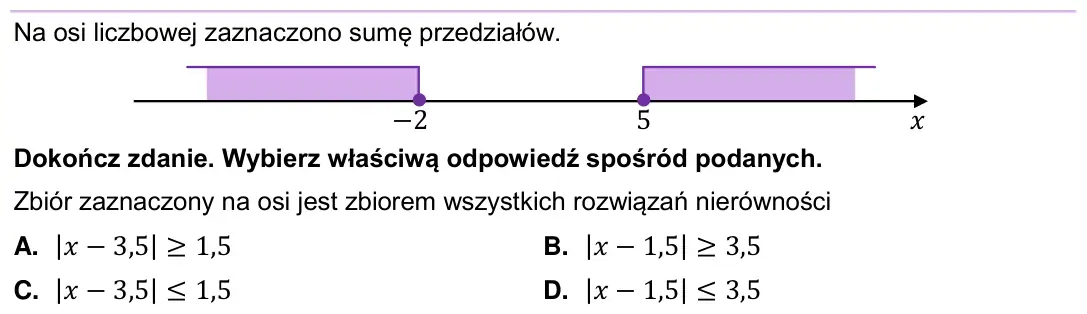 Na osi liczbowej zaznaczono sumę przedziałów.
−2 5 x
Dokończ zdanie. Wybierz właściwą odpowiedź spośród podanych.
Zbiór zaznaczony na osi jest zbiorem wszystkich rozwiązań nierówności
A. |x − 3,5| ≥ 1,5 B. |x − 1,5| ≥ 3,5
C. |x − 3,5| ≤ 1,5 D. |x − 1,5| ≤ 3,5